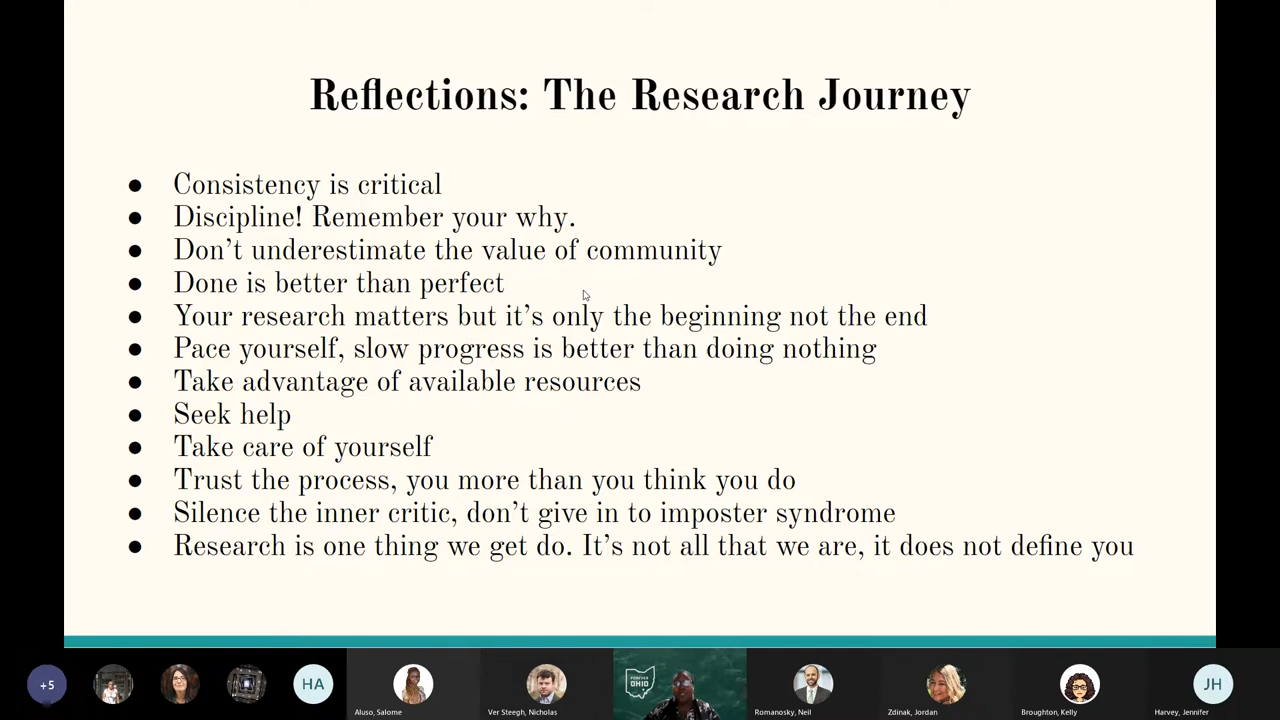 Reflections: The Research Journey
● Consistency is critical
● Discipline! Remember your why.
● Don’t underestimate the value of community
● Done is better than perfect
● Your research matters but it’s only the beginning not the end
● Pace yourself, slow progress is better than doing nothing
● Take advantage of available resources
● Seek help
● Take care of yourself
● Trust the process, you more than you think you do
● Silence the inner critic, don’t give in to imposter syndrome
● Research is one thing we get do. It’s not all that we are, it does not define you
+5
HA
FOREVER
OHIO
JH
Aluso, Salome
Ver Steegh, Nicholas
Romanosky, Neil
Zdinak, Jordan
Broughton, Kelly
Harvey, Jennifer